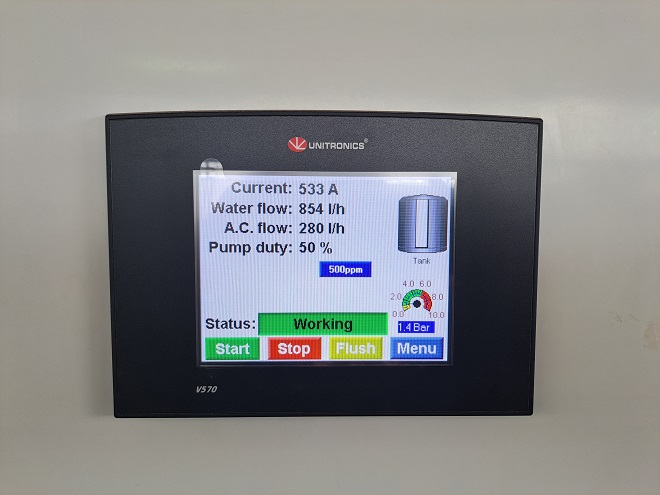 UNITRONICS®
Current: 533 A
Water flow: 854 l/h
A.C. flow: 280 l/h
Pump duty: 50 %
500ppm
Tank
4.0 6.0
2.0 8.0
0.0 10.0
1.4 Bar
Status: Working
Start Stop Flush Menu
V570